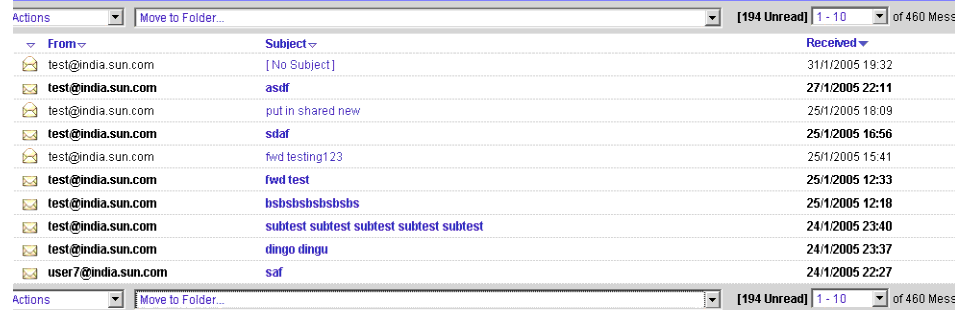 Actions Move to Folder... [194 Unread] 1 - 10 of 460 Mess
From Subject Received
test@india.sun.com [ No Subject ] 31/1/2005 19:32
test@india.sun.com asdf 27/1/2005 22:11
test@india.sun.com put in shared new 25/1/2005 18:09
test@india.sun.com sdaf 25/1/2005 16:56
test@india.sun.com fwd testing123 25/1/2005 15:41
test@india.sun.com fwd test 25/1/2005 12:33
test@india.sun.com bsbsbsbsbsbsbs 25/1/2005 12:18
test@india.sun.com subtest subtest subtest subtest subtest 24/1/2005 23:40
test@india.sun.com dingo dingu 24/1/2005 23:37
user7@india.sun.com saf 24/1/2005 22:27
Actions Move to Folder... [194 Unread] 1 - 10 of 460 Mess